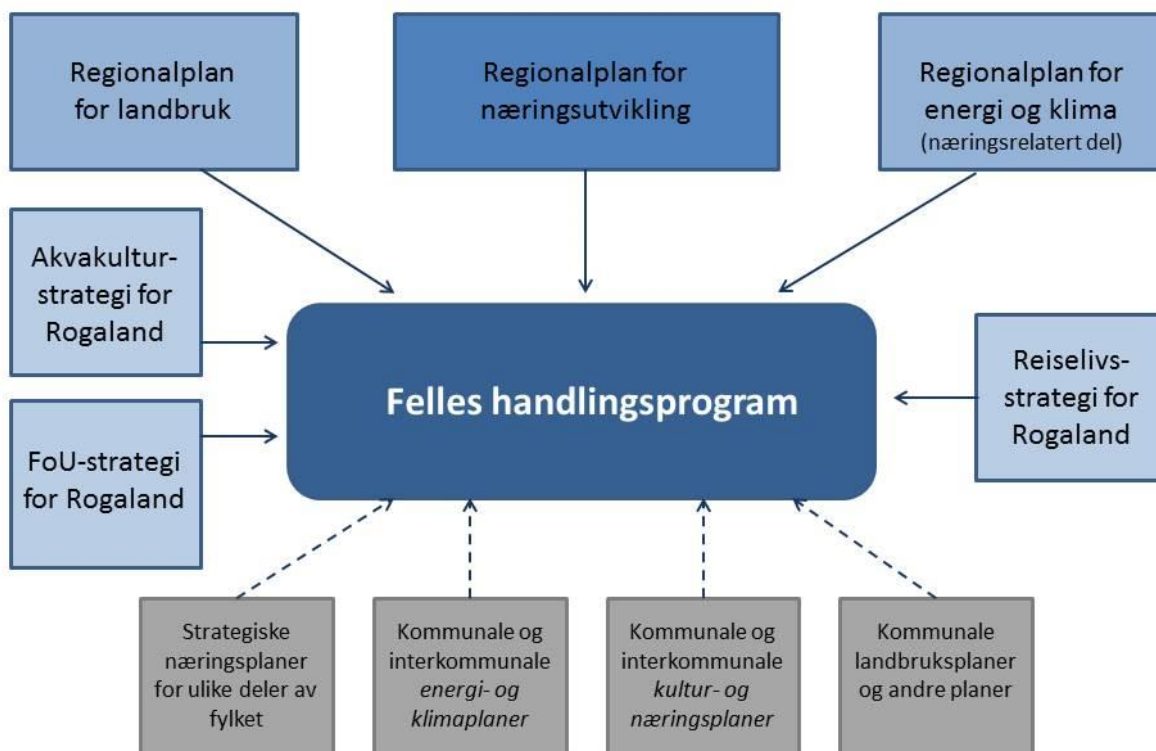 Regionalplan
for landbruk
Regionalplan for
næringsutvikling
Regionalplan for
energi og klima
(næringsrelatert del)
Akvakultur-
strategi for
Rogaland
Felles handlingsprogram
Reiselivs-
strategi for
Rogaland
FoU-strategi
for Rogaland
Strategiske
næringsplaner
for ulike deler av
fylket
Kommunale og
interkommunale
energi- og
klimaplaner
Kommunale og
interkommunale
kultur- og
næringsplaner
Kommunale
landbruksplaner
og andre planer